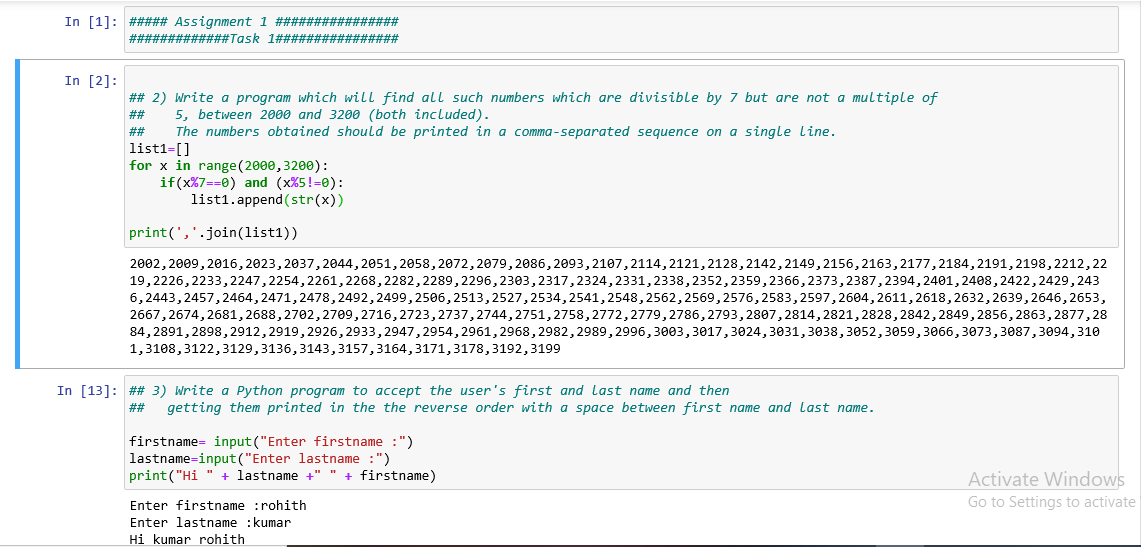 In [1]: ##### Assignment 1 ################
#############Task 1################
In [2]:
## 2) Write a program which will find all such numbers which are divisible by 7 but are not a multiple of
##    5, between 2000 and 3200 (both included).
##    The numbers obtained should be printed in a comma-separated sequence on a single line.
list1=[]
for x in range(2000,3200):
    if(x%7==0) and (x%5!=0):
        list1.append(str(x))
print(','.join(list1))
2002,2009,2016,2023,2037,2044,2051,2058,2072,2079,2086,2093,2107,2114,2121,2128,2142,2149,2156,2163,2177,2184,2191,2198,2212,22
19,2226,2233,2247,2254,2261,2268,2282,2289,2296,2303,2317,2324,2331,2338,2352,2359,2366,2373,2387,2394,2401,2408,2422,2429,243
6,2443,2457,2464,2471,2478,2492,2499,2506,2513,2527,2534,2541,2548,2562,2569,2576,2583,2597,2604,2611,2618,2632,2639,2646,2653,
2667,2674,2681,2688,2702,2709,2716,2723,2737,2744,2751,2758,2772,2779,2786,2793,2807,2814,2821,2828,2842,2849,2856,2863,2877,28
84,2891,2898,2912,2919,2926,2933,2947,2954,2961,2968,2982,2989,2996,3003,3017,3024,3031,3038,3052,3059,3066,3073,3087,3094,310
1,3108,3122,3129,3136,3143,3157,3164,3171,3178,3192,3199
In [13]: ## 3) Write a Python program to accept the user's first and last name and then
##   getting them printed in the the reverse order with a space between first name and last name.
firstname= input("Enter firstname :")
lastname=input("Enter lastname :")
print("Hi " + lastname +" " + firstname)
Enter firstname :rohith
Enter lastname :kumar
Hi kumar rohith
Activate Windows
Go to Settings to activate